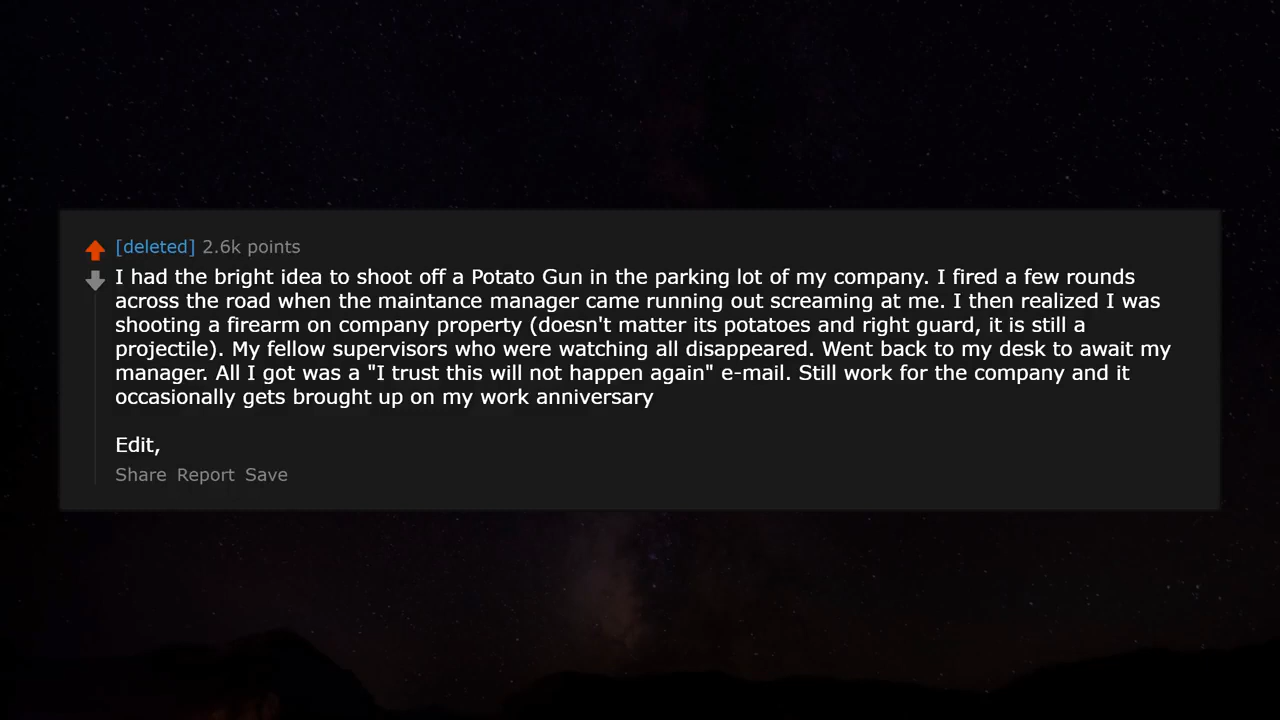 [deleted] 2.6k points
I had the bright idea to shoot off a Potato Gun in the parking lot of my company. I fired a few rounds
across the road when the maintance manager came running out screaming at me. I then realized I was
shooting a firearm on company property (doesn't matter its potatoes and right guard, it is still a
projectile). My fellow supervisors who were watching all disappeared. Went back to my desk to await my
manager. All I got was a "I trust this will not happen again" e-mail. Still work for the company and it
occasionally gets brought up on my work anniversary
Edit,
Share Report Save